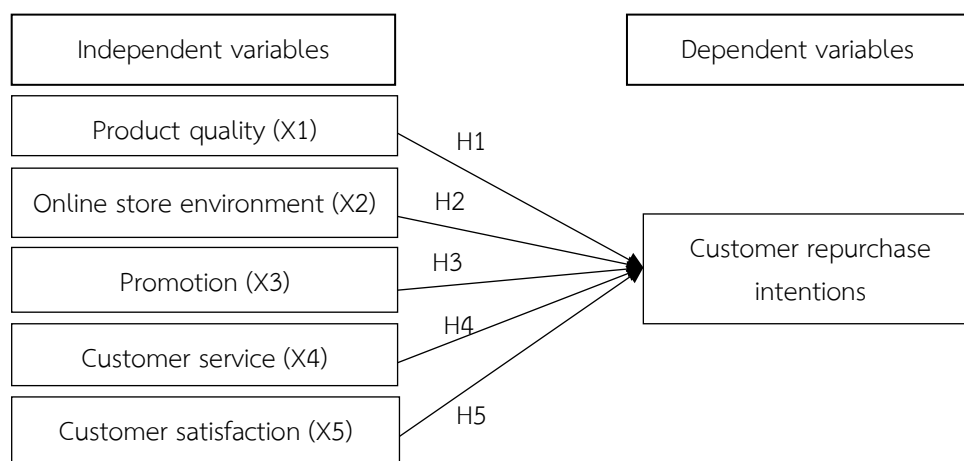 Independent variables
Dependent variables
Product quality (X1)
H1
Online store environment (X2)
H2
Customer repurchase
intentions
Promotion (X3)
H3
Customer service (X4)
H4
Customer satisfaction (X5)
H5